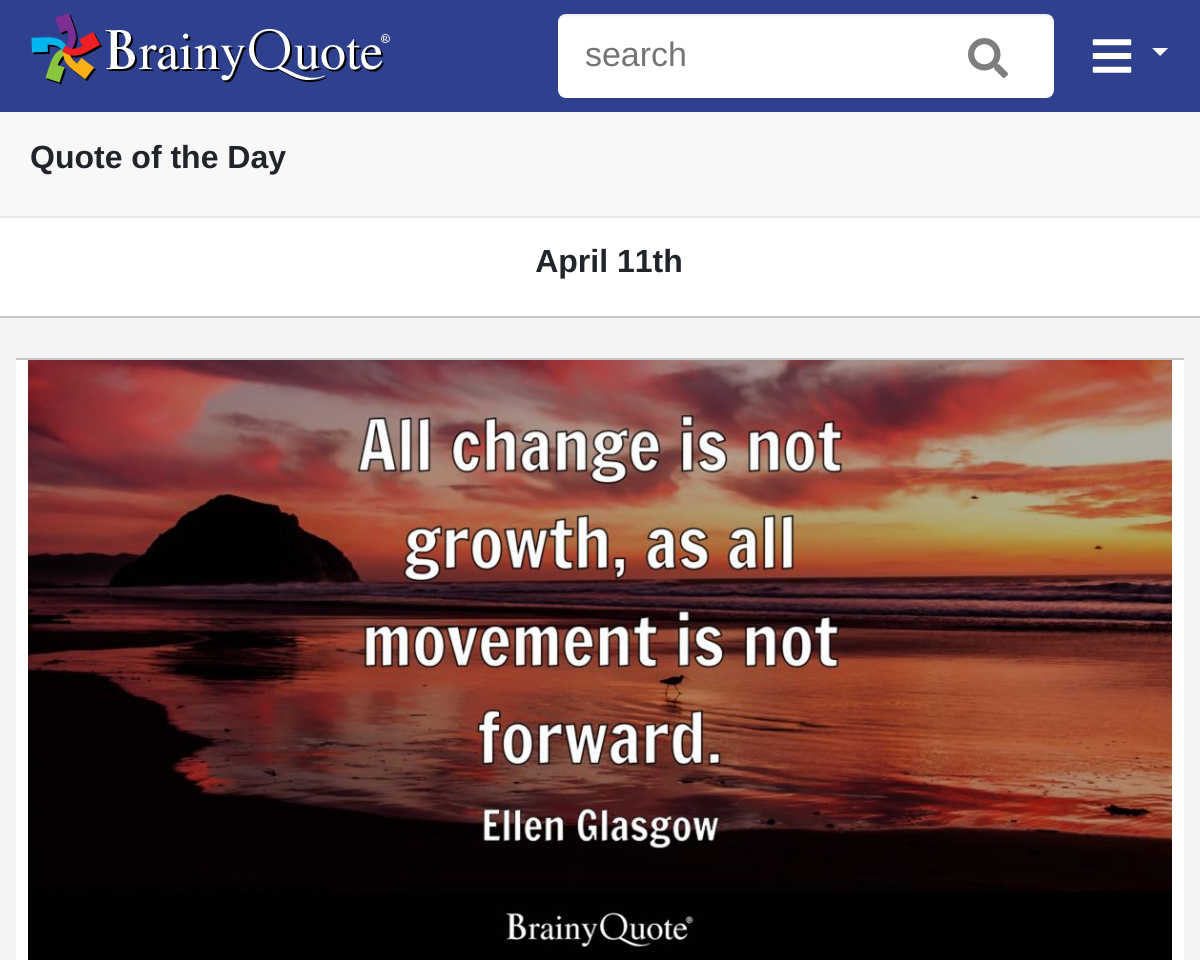 BrainyQuote®
search
Quote of the Day
April 11th
All change is not
growth, as all
movement is not
forward.
Ellen Glasgow
BrainyQuote®